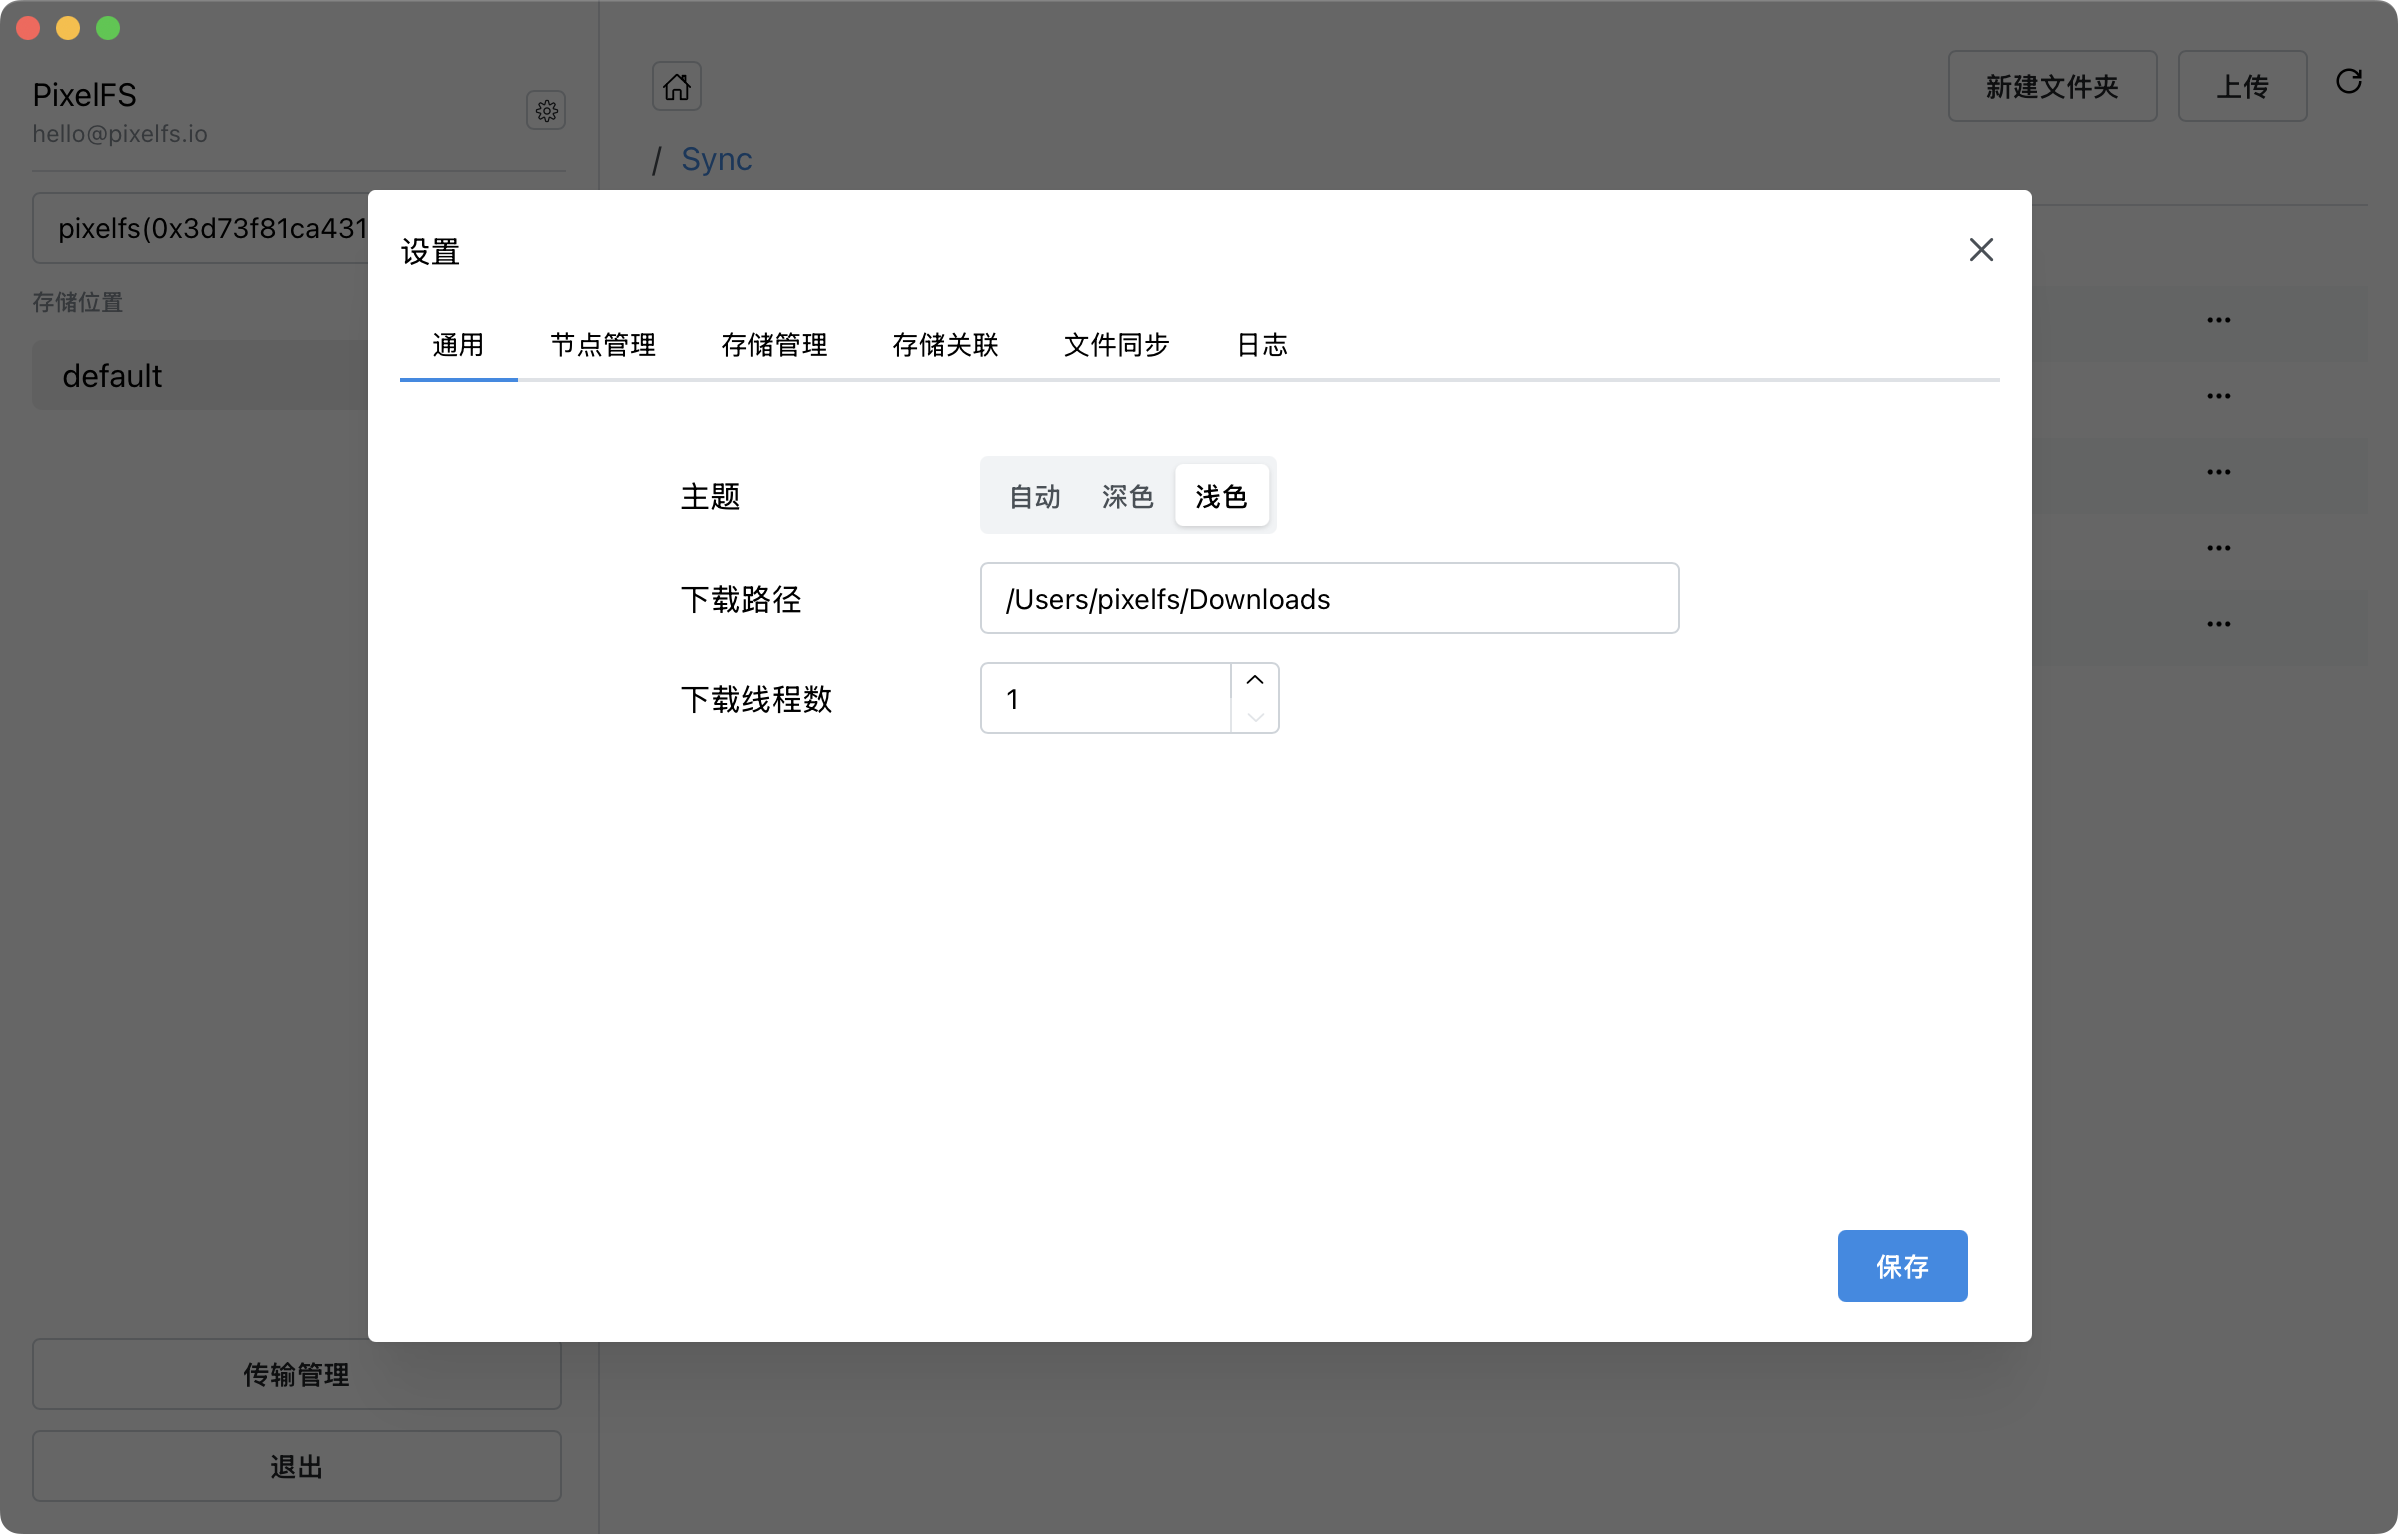 PixelFS
hello@pixelfs.io
新建文件夹
上传
/ Sync
pixelfs(0x3d73f81ca431
存储位置
default
设置
通用 节点管理 存储管理 存储关联 文件同步 日志
主题 自动 深色 浅色
下载路径 /Users/pixelfs/Downloads
下载线程数 1
保存
传输管理
退出